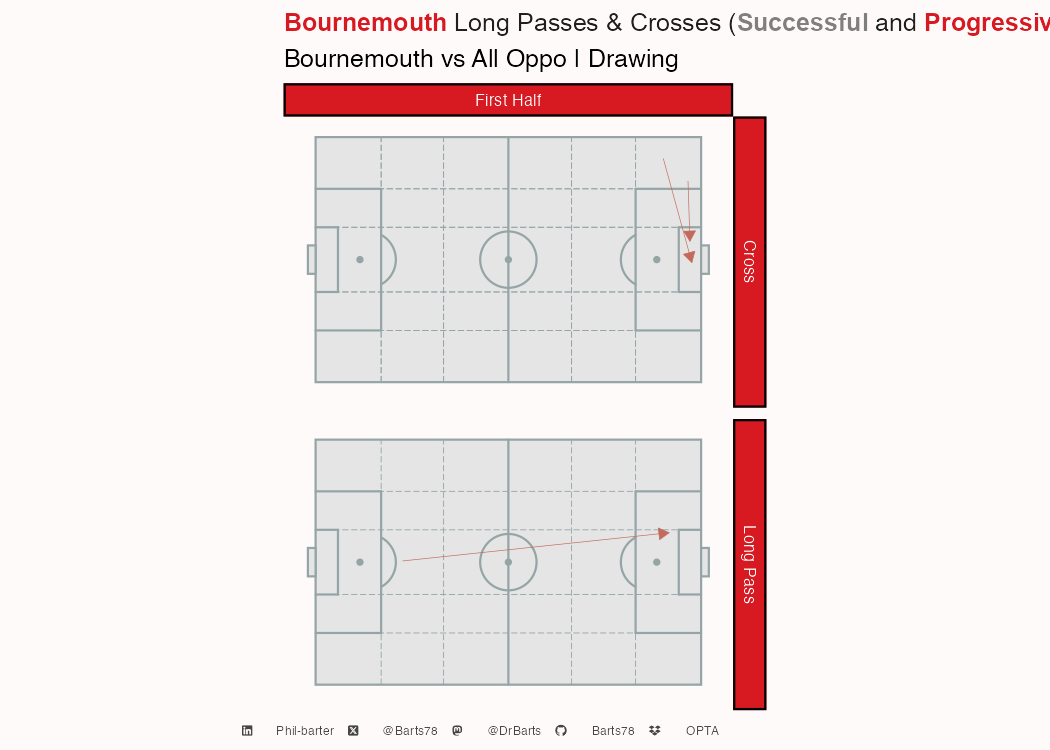 Bournemouth Long Passes & Crosses (Successful and Progressiv
Bournemouth vs All Oppo | Drawing
First Half
Cross
Long Pass
Phil-barter @Barts78 @DrBarts Barts78 OPTA